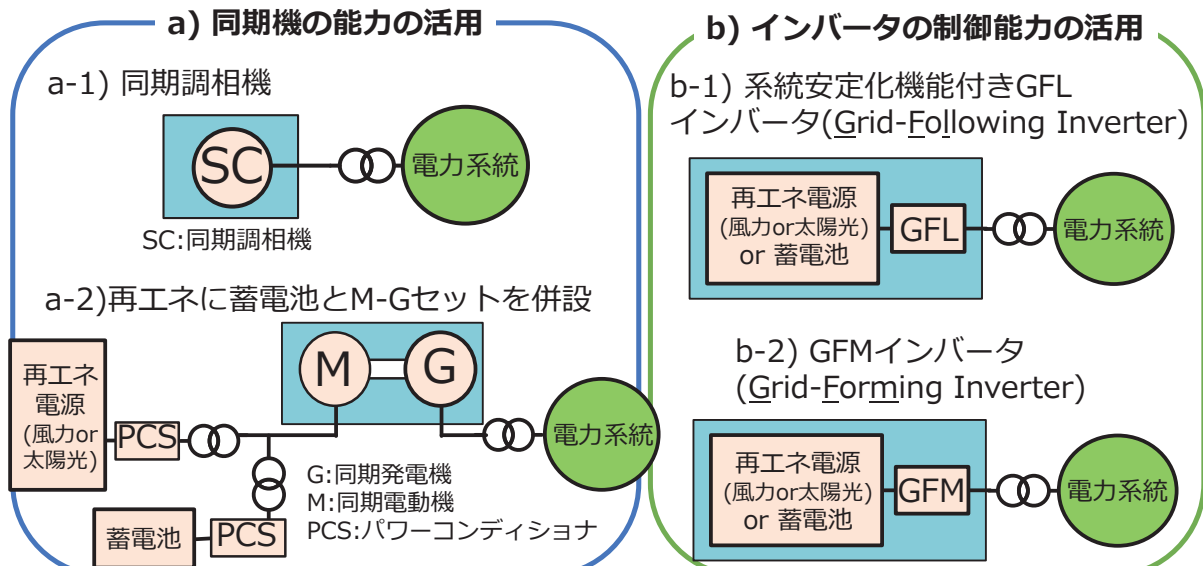 a) 同期機の能力の活用
a-1) 同期調相機
SC
電力系統
SC:同期調相機
a-2)再エネに蓄電池とM-Gセットを併設
再エネ
電源
(風力or
太陽光)
PCS
M
G
電力系統
蓄電池
PCS
G:同期発電機
M:同期電動機
PCS:パワーコンディショナ
b) インバータの制御能力の活用
b-1) 系統安定化機能付きGFL
インバータ(Grid-Following Inverter)
再エネ電源
(風力or太陽光)
or 蓄電池
GFL
電力系統
b-2) GFMインバータ
(Grid-Forming Inverter)
再エネ電源
(風力or太陽光)
or 蓄電池
GFM
電力系統